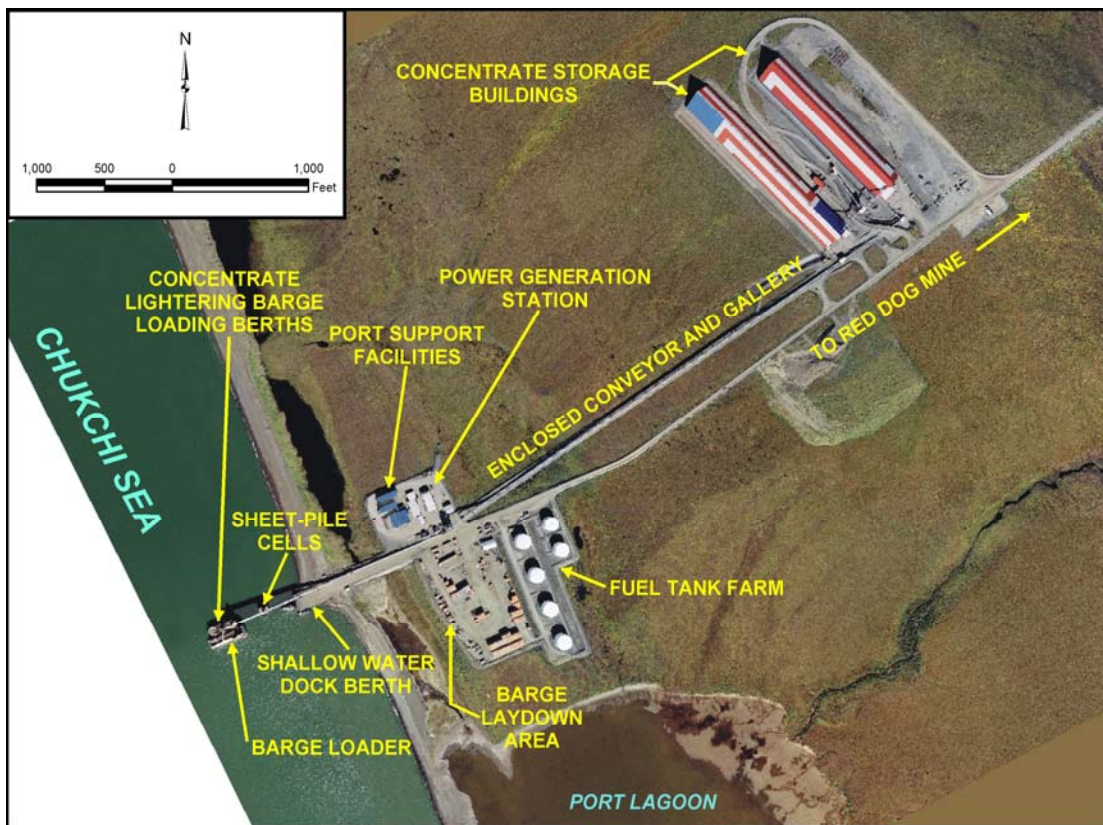 N
1,000 500 0 1,000
Feet
CONCENTRATE STORAGE
BUILDINGS
CONCENTRATE
LIGHTERING BARGE
LOADING BERTHS
POWER GENERATION
STATION
PORT SUPPORT
FACILITIES
ENCLOSED CONVEYOR AND GALLERY
TO RED DOG MINE
CHUKCHI SEA
SHEET-PILE
CELLS
FUEL TANK FARM
SHALLOW WATER
DOCK BERTH
BARGE
LAYDOWN
AREA
BARGE LOADER
PORT LAGOON